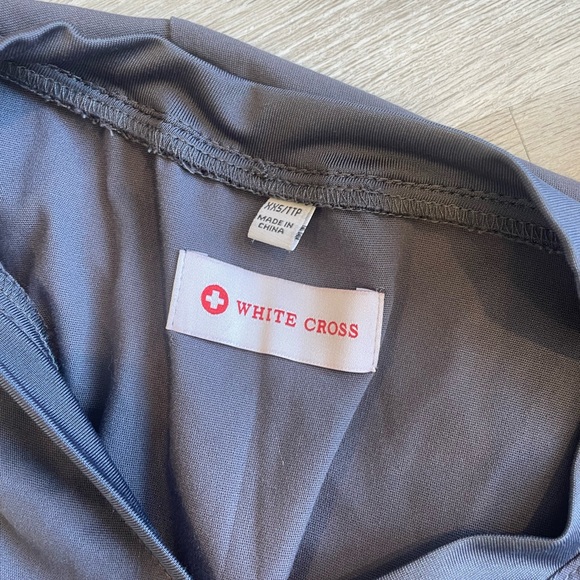 XXS/TTP
MADE IN
CHINA
WHITE CROSS